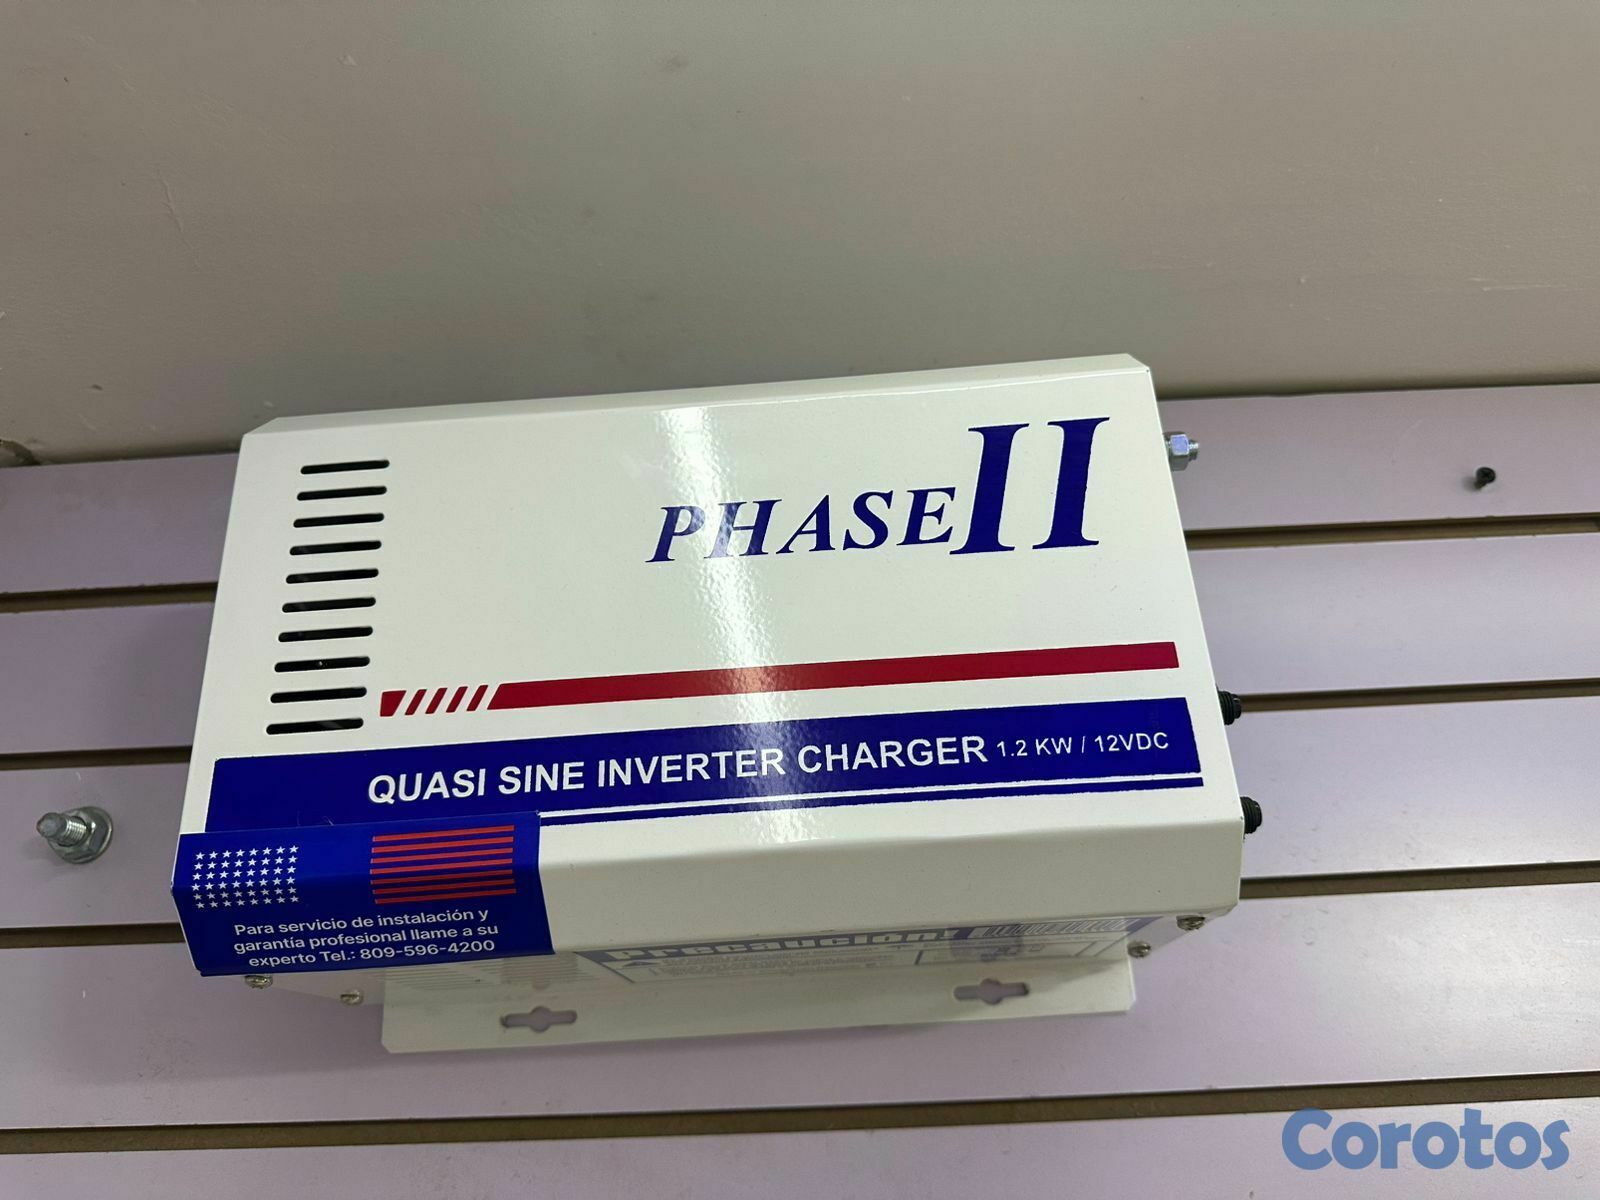 PHASE II
QUASI SINE INVERTER CHARGER 1.2 KW / 12VDC
Para servicio de instalación y
garantía profesional llame a su
experto Tel.: 809-596-4200
Precaución!
Corotos